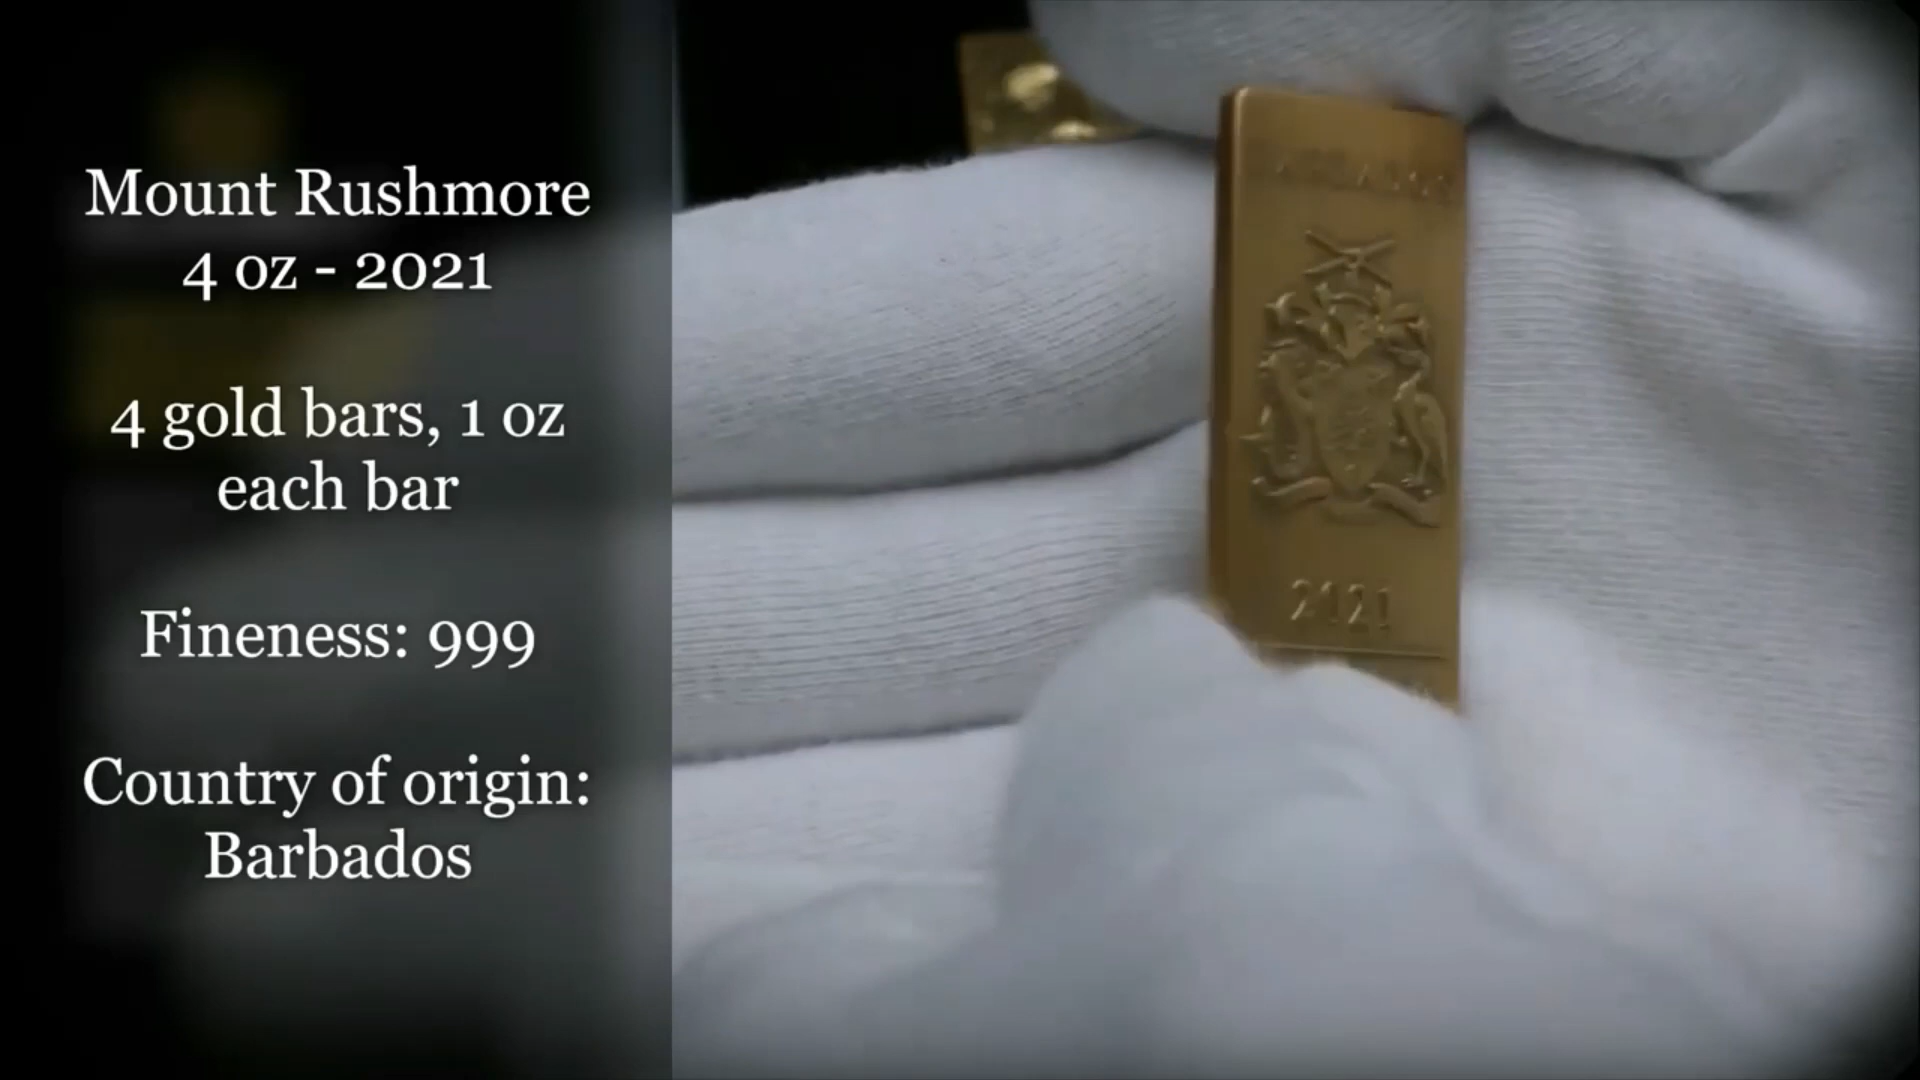 Mount Rushmore
4 oz - 2021
4 gold bars, 1 oz
each bar
Fineness: 999
Country of origin:
Barbados
2021